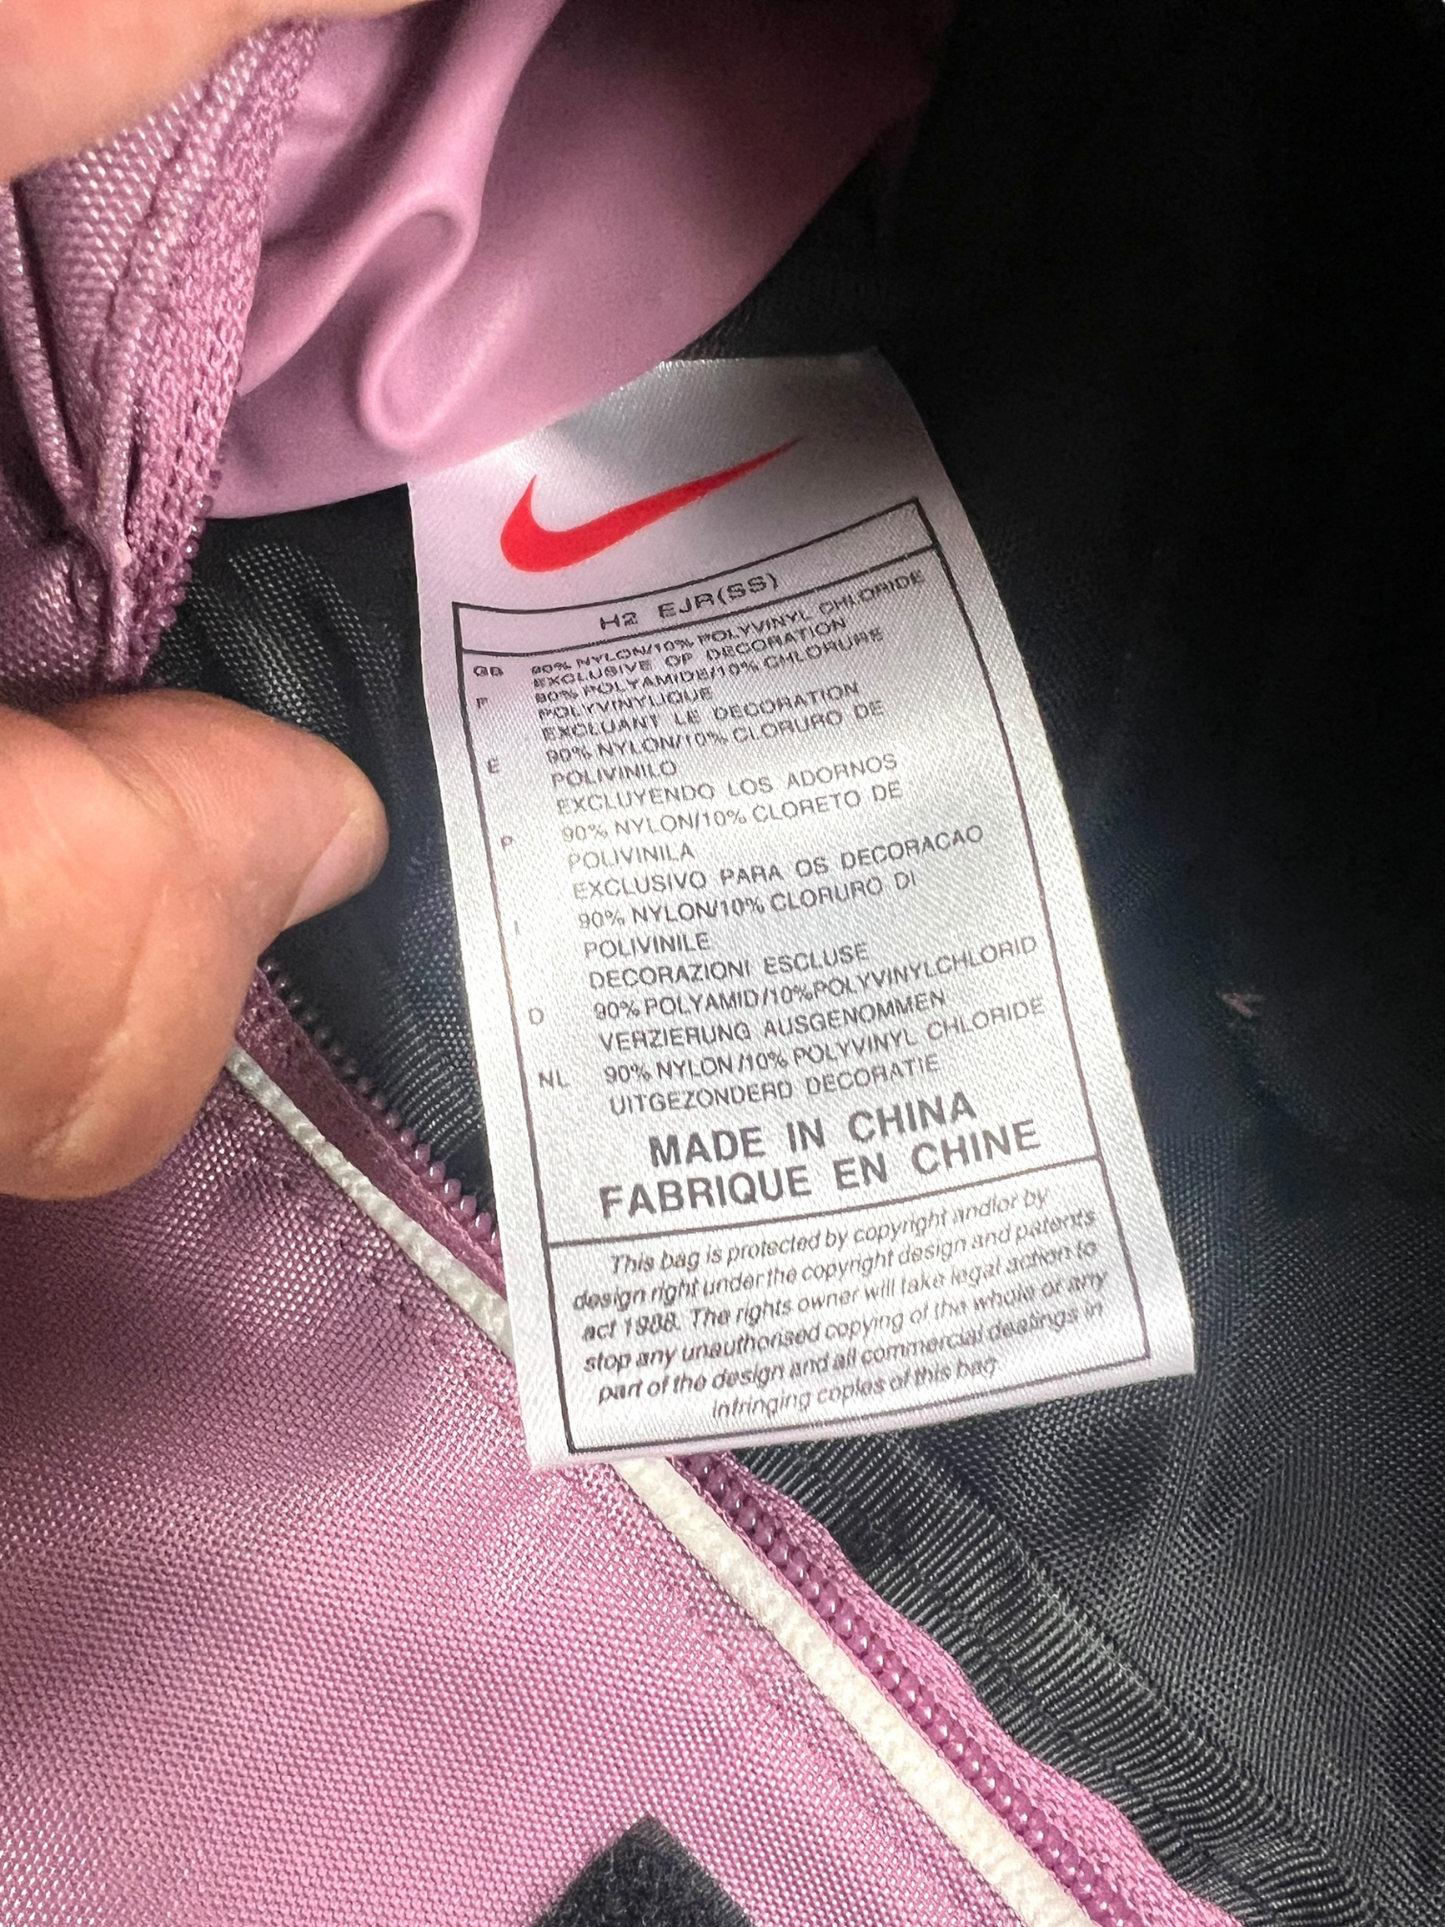 H2 EJR(SS)
GB 90% NYLON/10% POLYVINYL CHLORIDE
EXCLUSIVE OF DECORATION
F 90% POLYAMIDE/10% CHLORURE
POLYVINYLIQUE
EXCLUANT LE DECORATION
E 90% NYLON/10% CLORURO DE
POLIVINILO
EXCLUYENDO LOS ADORNOS
P 90% NYLON/10% CLORETO DE
POLIVINILA
EXCLUSIVO PARA OS DECORACAO
I 90% NYLON/10% CLORURO DI
POLIVINILE
DECORAZIONI ESCLUSE
D 90% POLYAMID/10%POLYVINYLCHLORID
VERZIERUNG AUSGENOMMEN
NL 90% NYLON/10% POLYVINYL CHLORIDE
UITGEZONDERD DECORATIE
MADE IN CHINA
FABRIQUE EN CHINE
This bag is protected by copyright and/or by
design right under the copyright design and patents
act 1988. The rights owner will take legal action to
stop any unauthorised copying of the whole or any
part of the design and all commercial dealings in
infringing copies of this bag